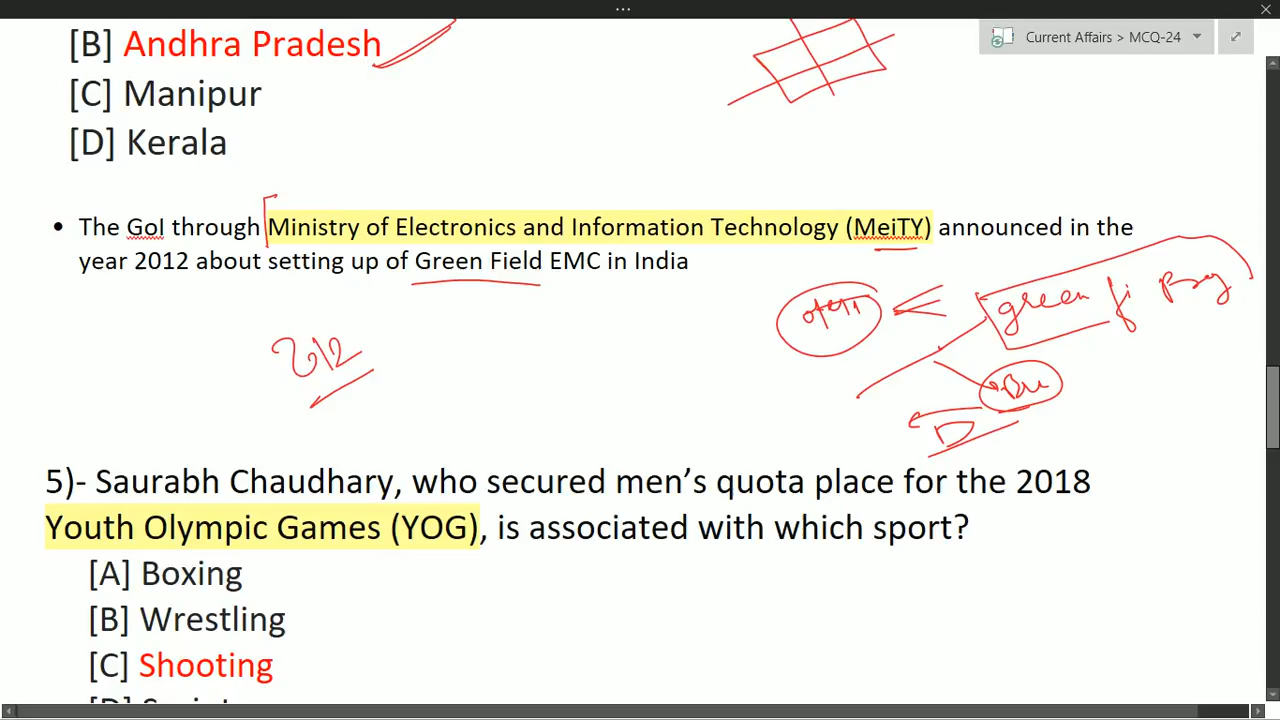 Current Affairs > MCQ-24
[B] Andhra Pradesh
[C] Manipur
[D] Kerala
• The GoI through Ministry of Electronics and Information Technology (MeiTY) announced in the
year 2012 about setting up of Green Field EMC in India
green fi
2012
D
5)- Saurabh Chaudhary, who secured men's quota place for the 2018
Youth Olympic Games (YOG), is associated with which sport?
[A] Boxing
[B] Wrestling
[C] Shooting